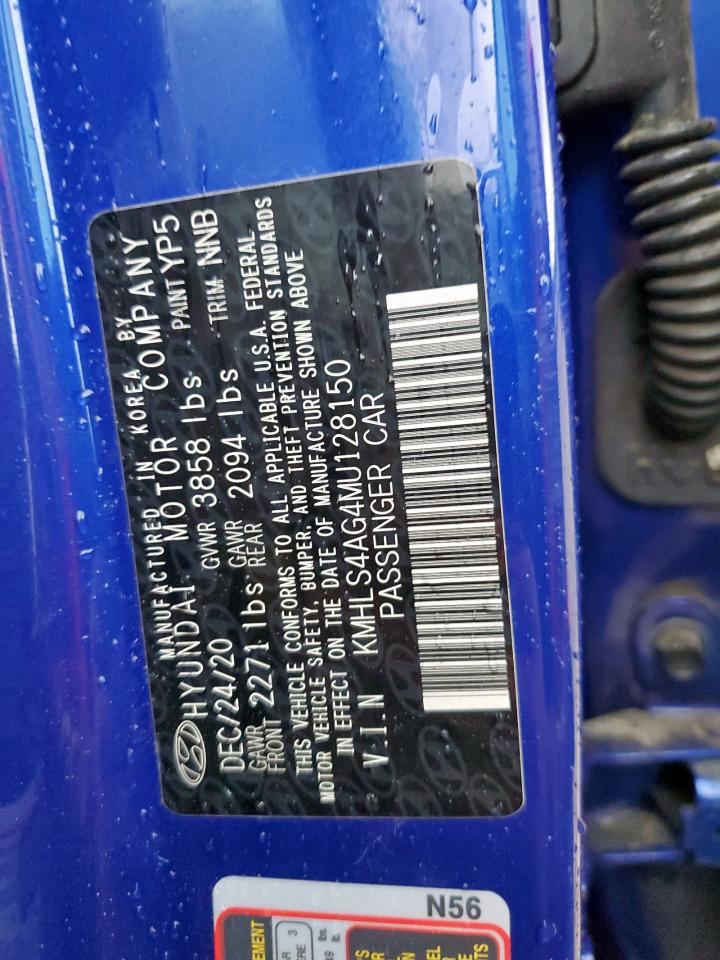 MANUFACTURED IN KOREA BY
HYUNDAI MOTOR COMPANY
DEC/24/20 GVWR 3858 lbs PAINT YP5
GAWR FRONT 2271 lbs GAWR REAR 2094 lbs TRIM NNB
THIS VEHICLE CONFORMS TO ALL APPLICABLE U.S.A. FEDERAL
MOTOR VEHICLE SAFETY, BUMPER, AND THEFT PREVENTION STANDARDS
IN EFFECT ON THE DATE OF MANUFACTURE SHOWN ABOVE
V.I.N KMHLS4AG4MU128150
PASSENGER CAR
N56